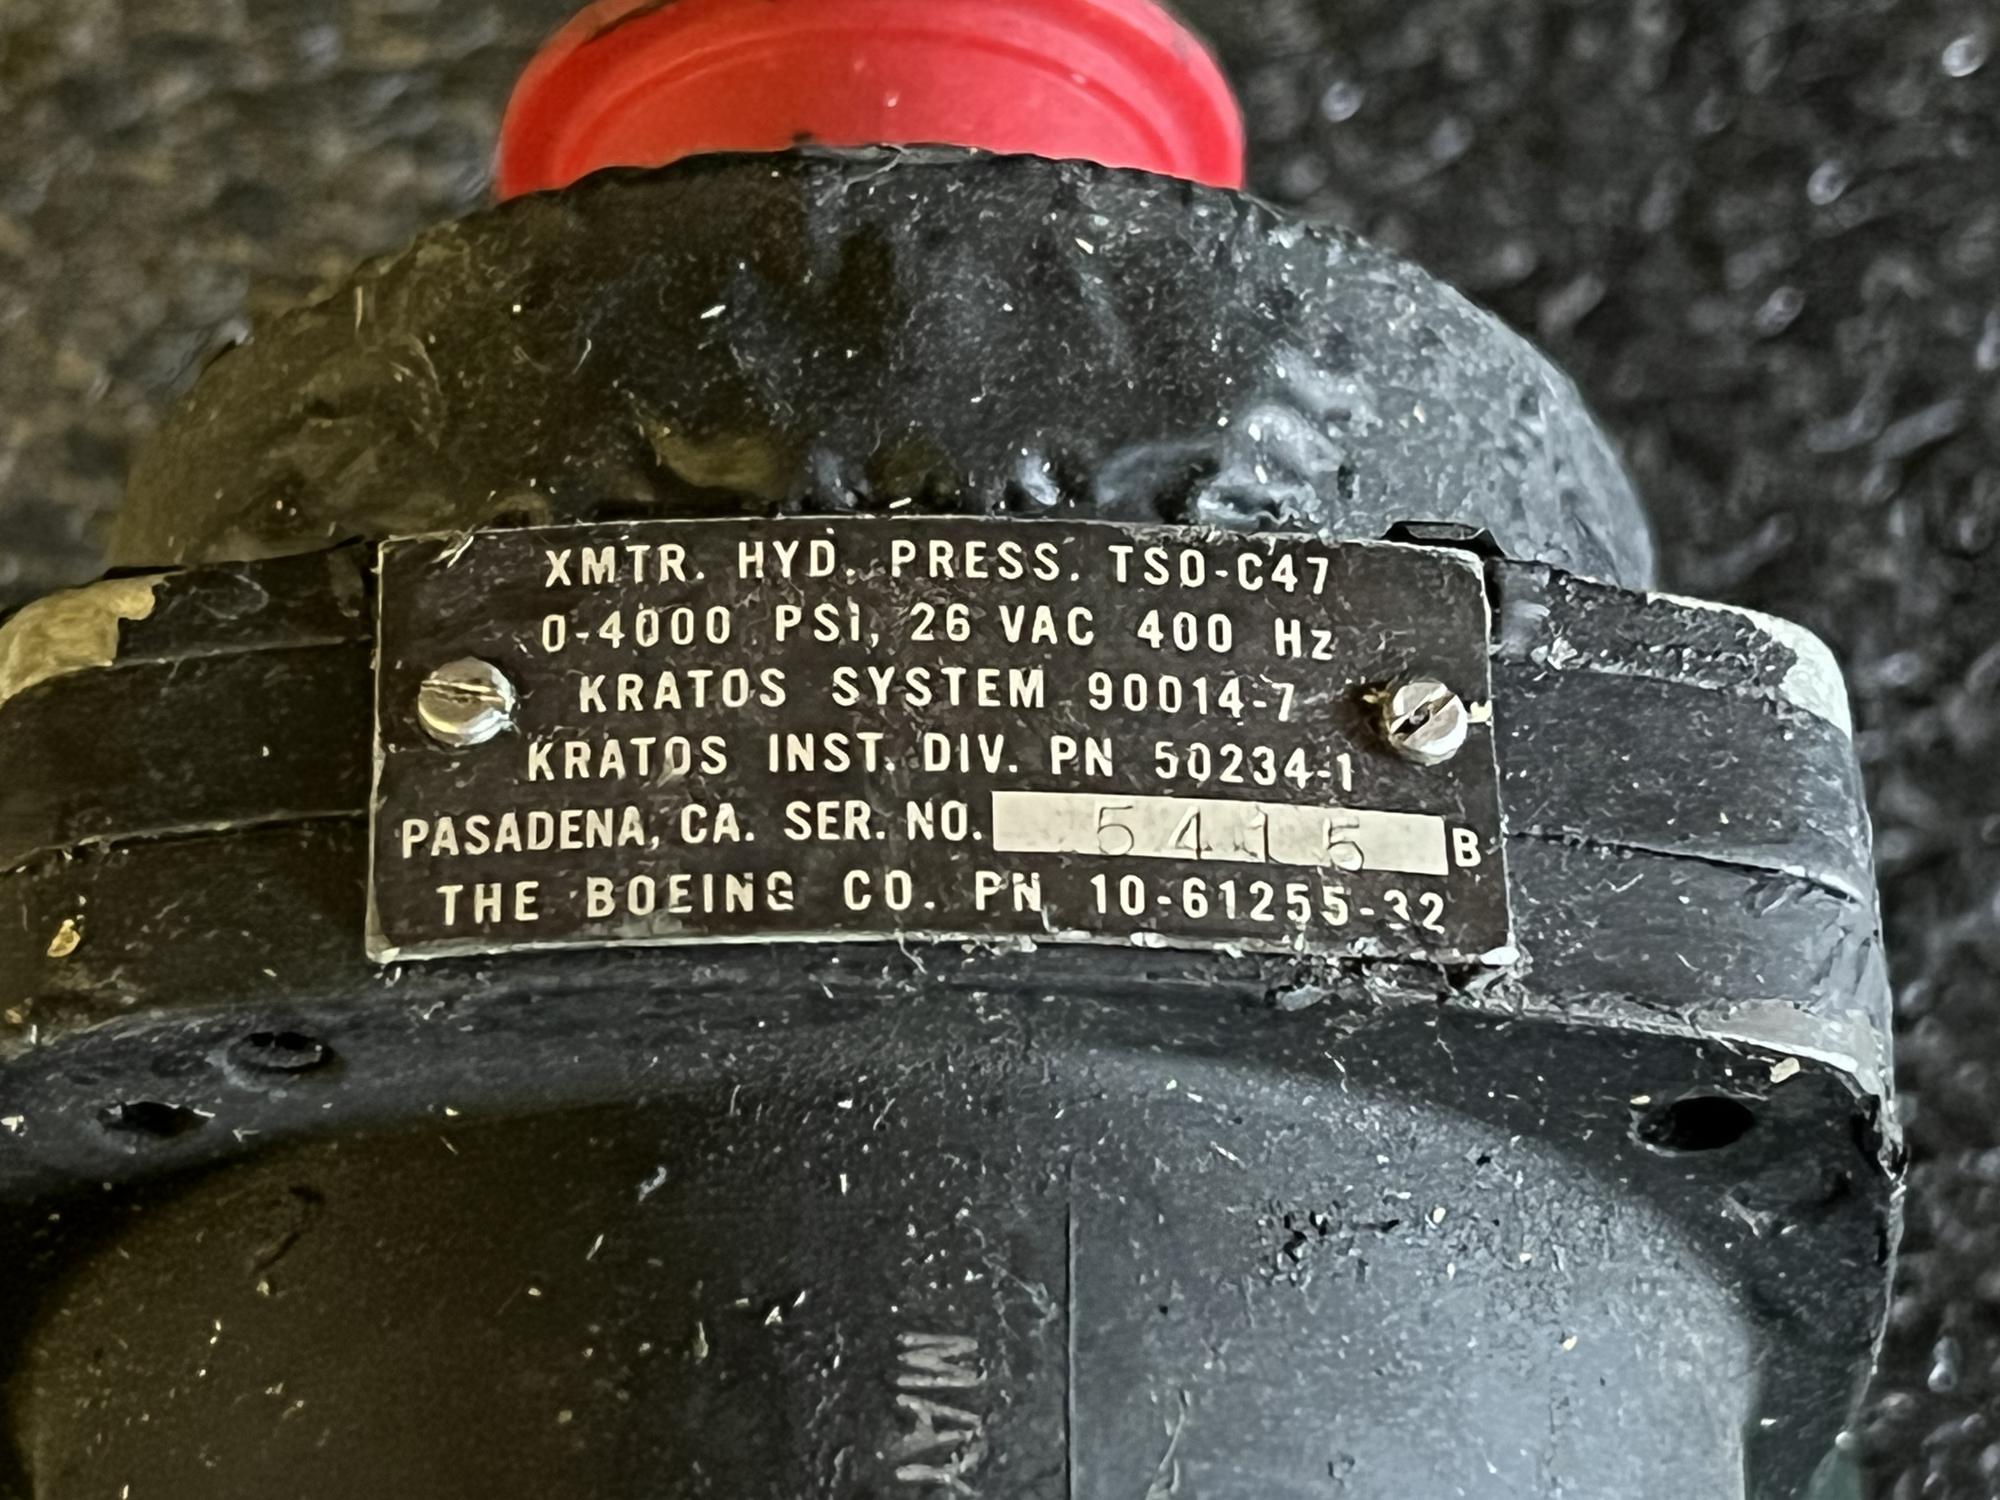 XMTR. HYD. PRESS. TSO-C47
0-4000 PSI, 26 VAC 400 Hz
KRATOS SYSTEM 90014-7
KRATOS INST. DIV. PN 50234-1
PASADENA, CA. SER. NO. 5415 B
THE BOEING CO. PN 10-61255-32
MAY